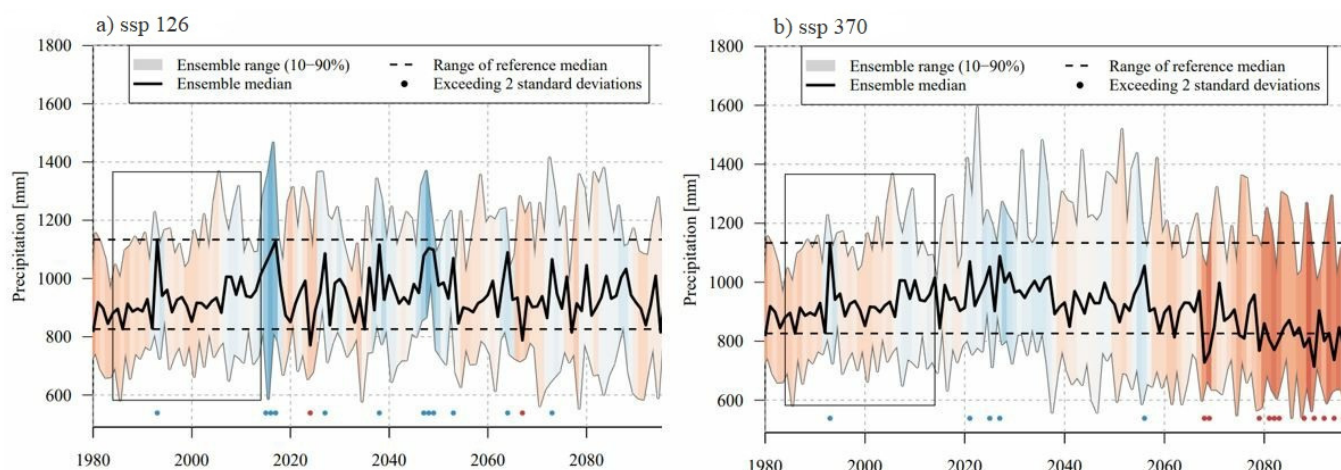 a) ssp 126
1800
1600
1400
1200
1000
800
600
Precipitation [mm]
Ensemble range (10−90%)
Ensemble median
Range of reference median
Exceeding 2 standard deviations
1980 2000 2020 2040 2060 2080
b) ssp 370
1800
1600
1400
1200
1000
800
600
Precipitation [mm]
Ensemble range (10−90%)
Ensemble median
Range of reference median
Exceeding 2 standard deviations
1980 2000 2020 2040 2060 2080